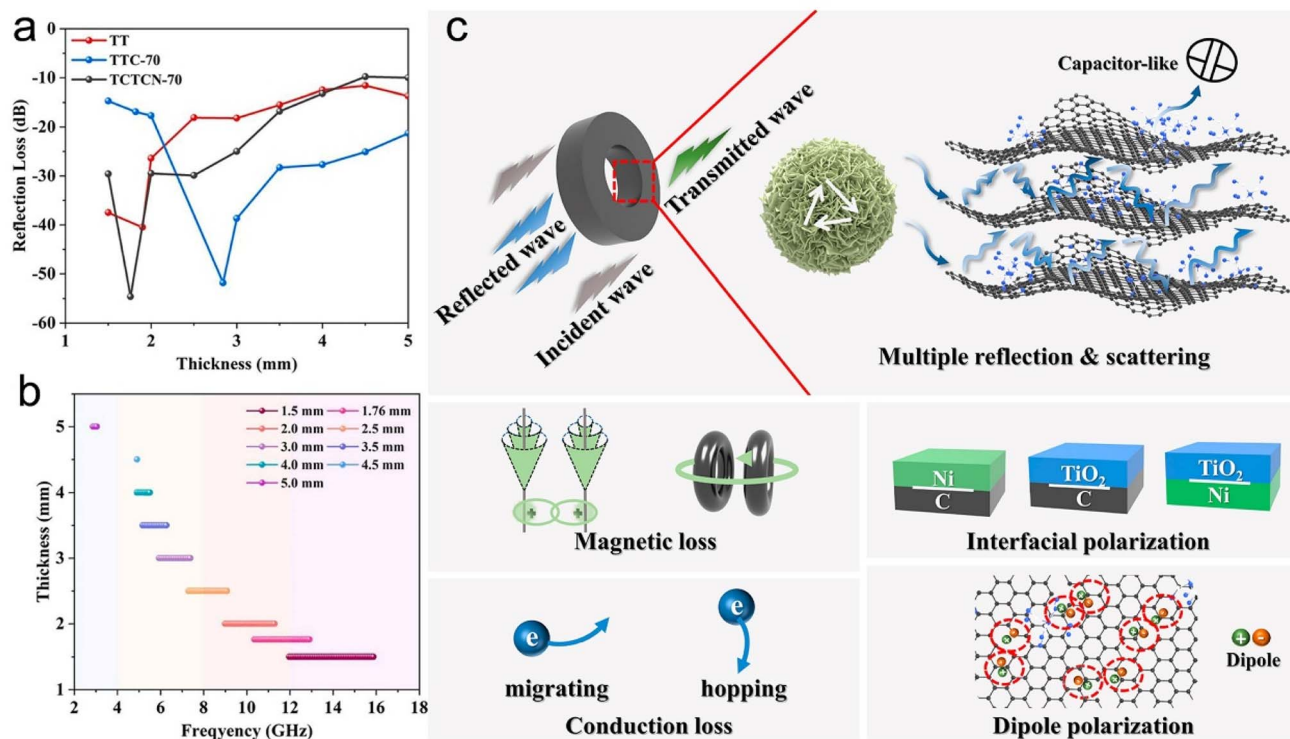 a
0
-10
-20
-30
-40
-50
-60
Reflection Loss (dB)
TT
TTC-70
TCTCN-70
1 2 3 4 5
Thickness (mm)
b
5
4
3
2
1
Thickness (mm)
1.5 mm 1.76 mm
2.0 mm 2.5 mm
3.0 mm 3.5 mm
4.0 mm 4.5 mm
5.0 mm
2 4 6 8 10 12 14 16 18
Freqyency (GHz)
c
Reflected wave
Incident wave
Transmitted wave
Capacitor-like
Multiple reflection & scattering
+ +
Magnetic loss
Ni
C
TiO₂
C
TiO₂
Ni
Interfacial polarization
e
migrating
e
hopping
Conduction loss
+ -
Dipole
Dipole polarization